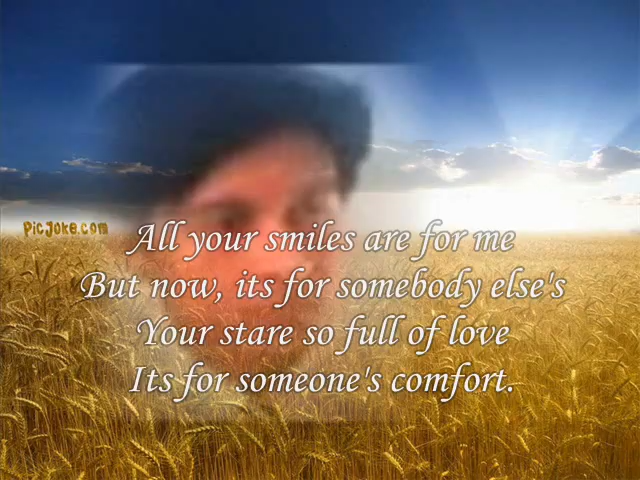 PicJoke.com
All your smiles are for me
But now, its for somebody else's
Your stare so full of love
Its for someone's comfort.